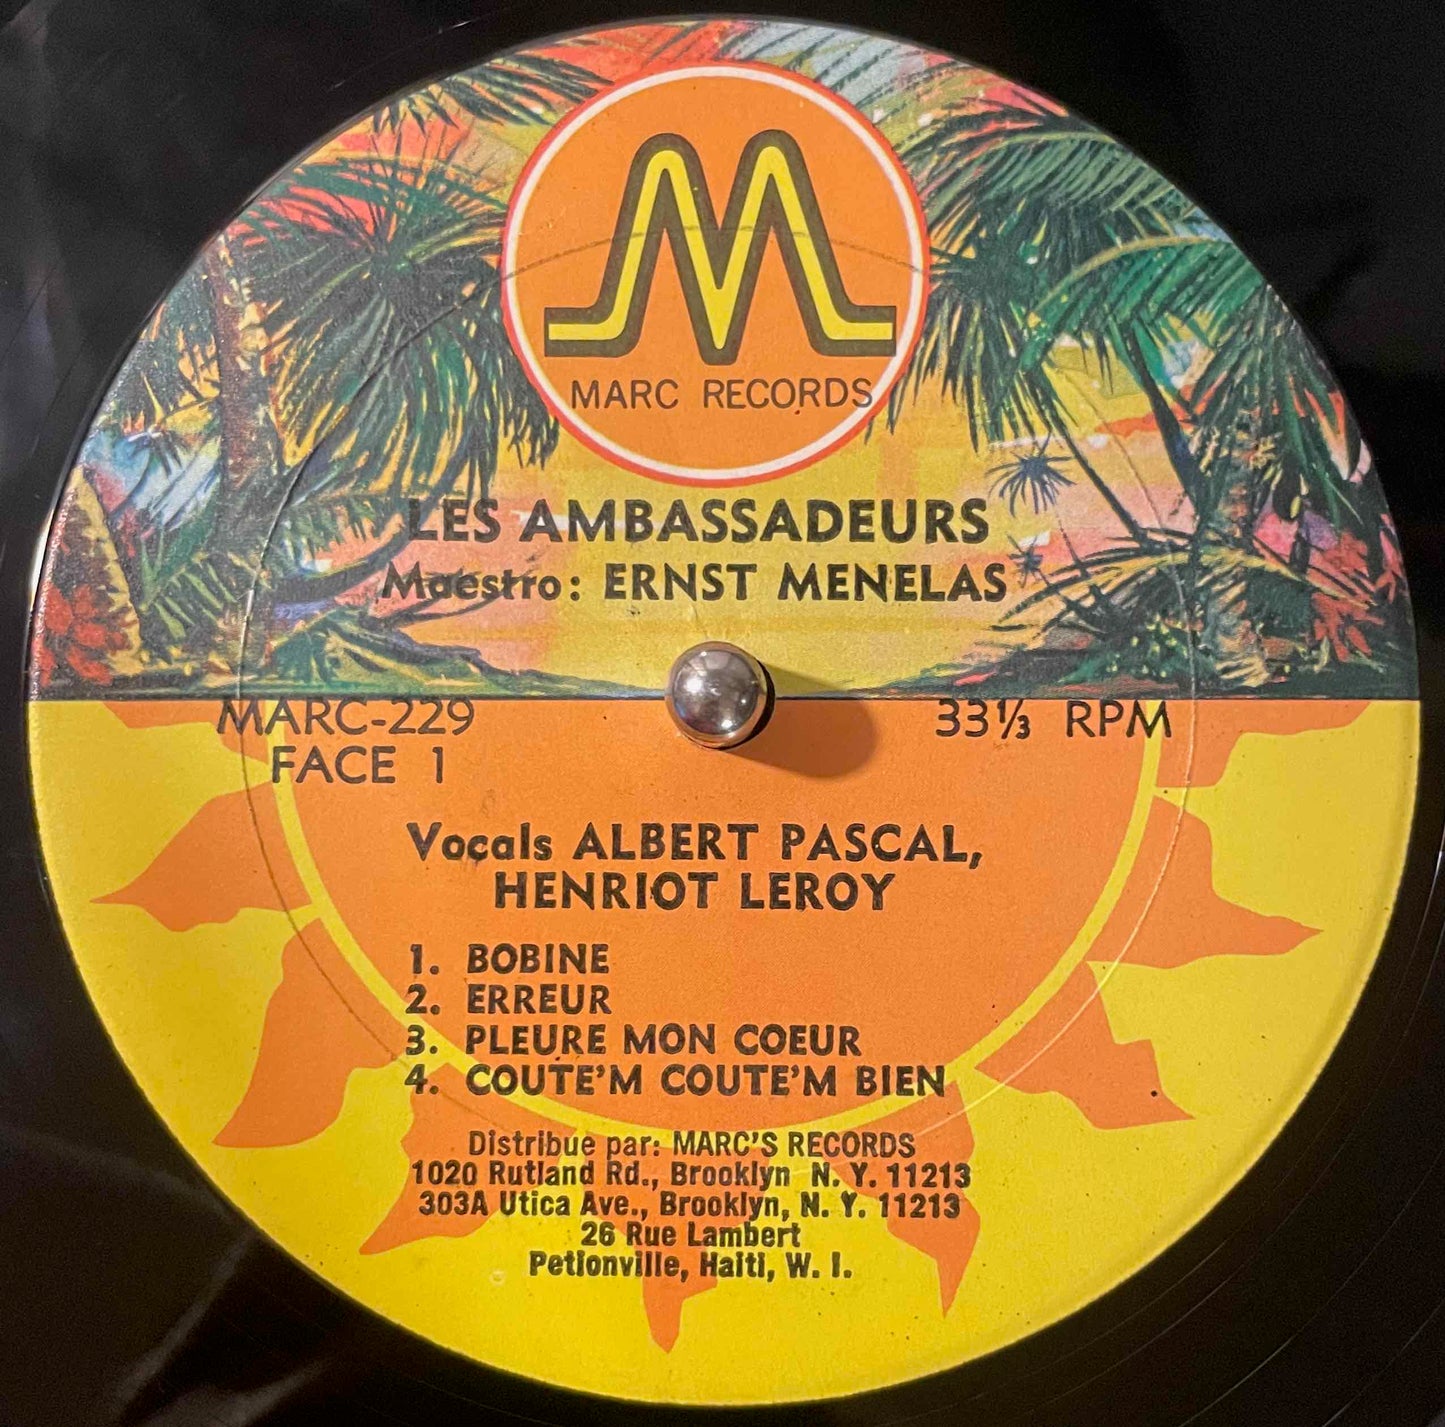 MARC RECORDS
LES AMBASSADEURS
Maestro: ERNST MENELAS
MARC-229
33⅓ RPM
FACE 1
Vocals ALBERT PASCAL,
HENRIOT LEROY
1. BOBINE
2. ERREUR
3. PLEURE MON COEUR
4. COUTE'M COUTE'M BIEN
Distribue par: MARC'S RECORDS
1020 Rutland Rd., Brooklyn N. Y. 11213
303A Utica Ave., Brooklyn, N. Y. 11213
26 Rue Lambert
Petionville, Haiti, W. I.